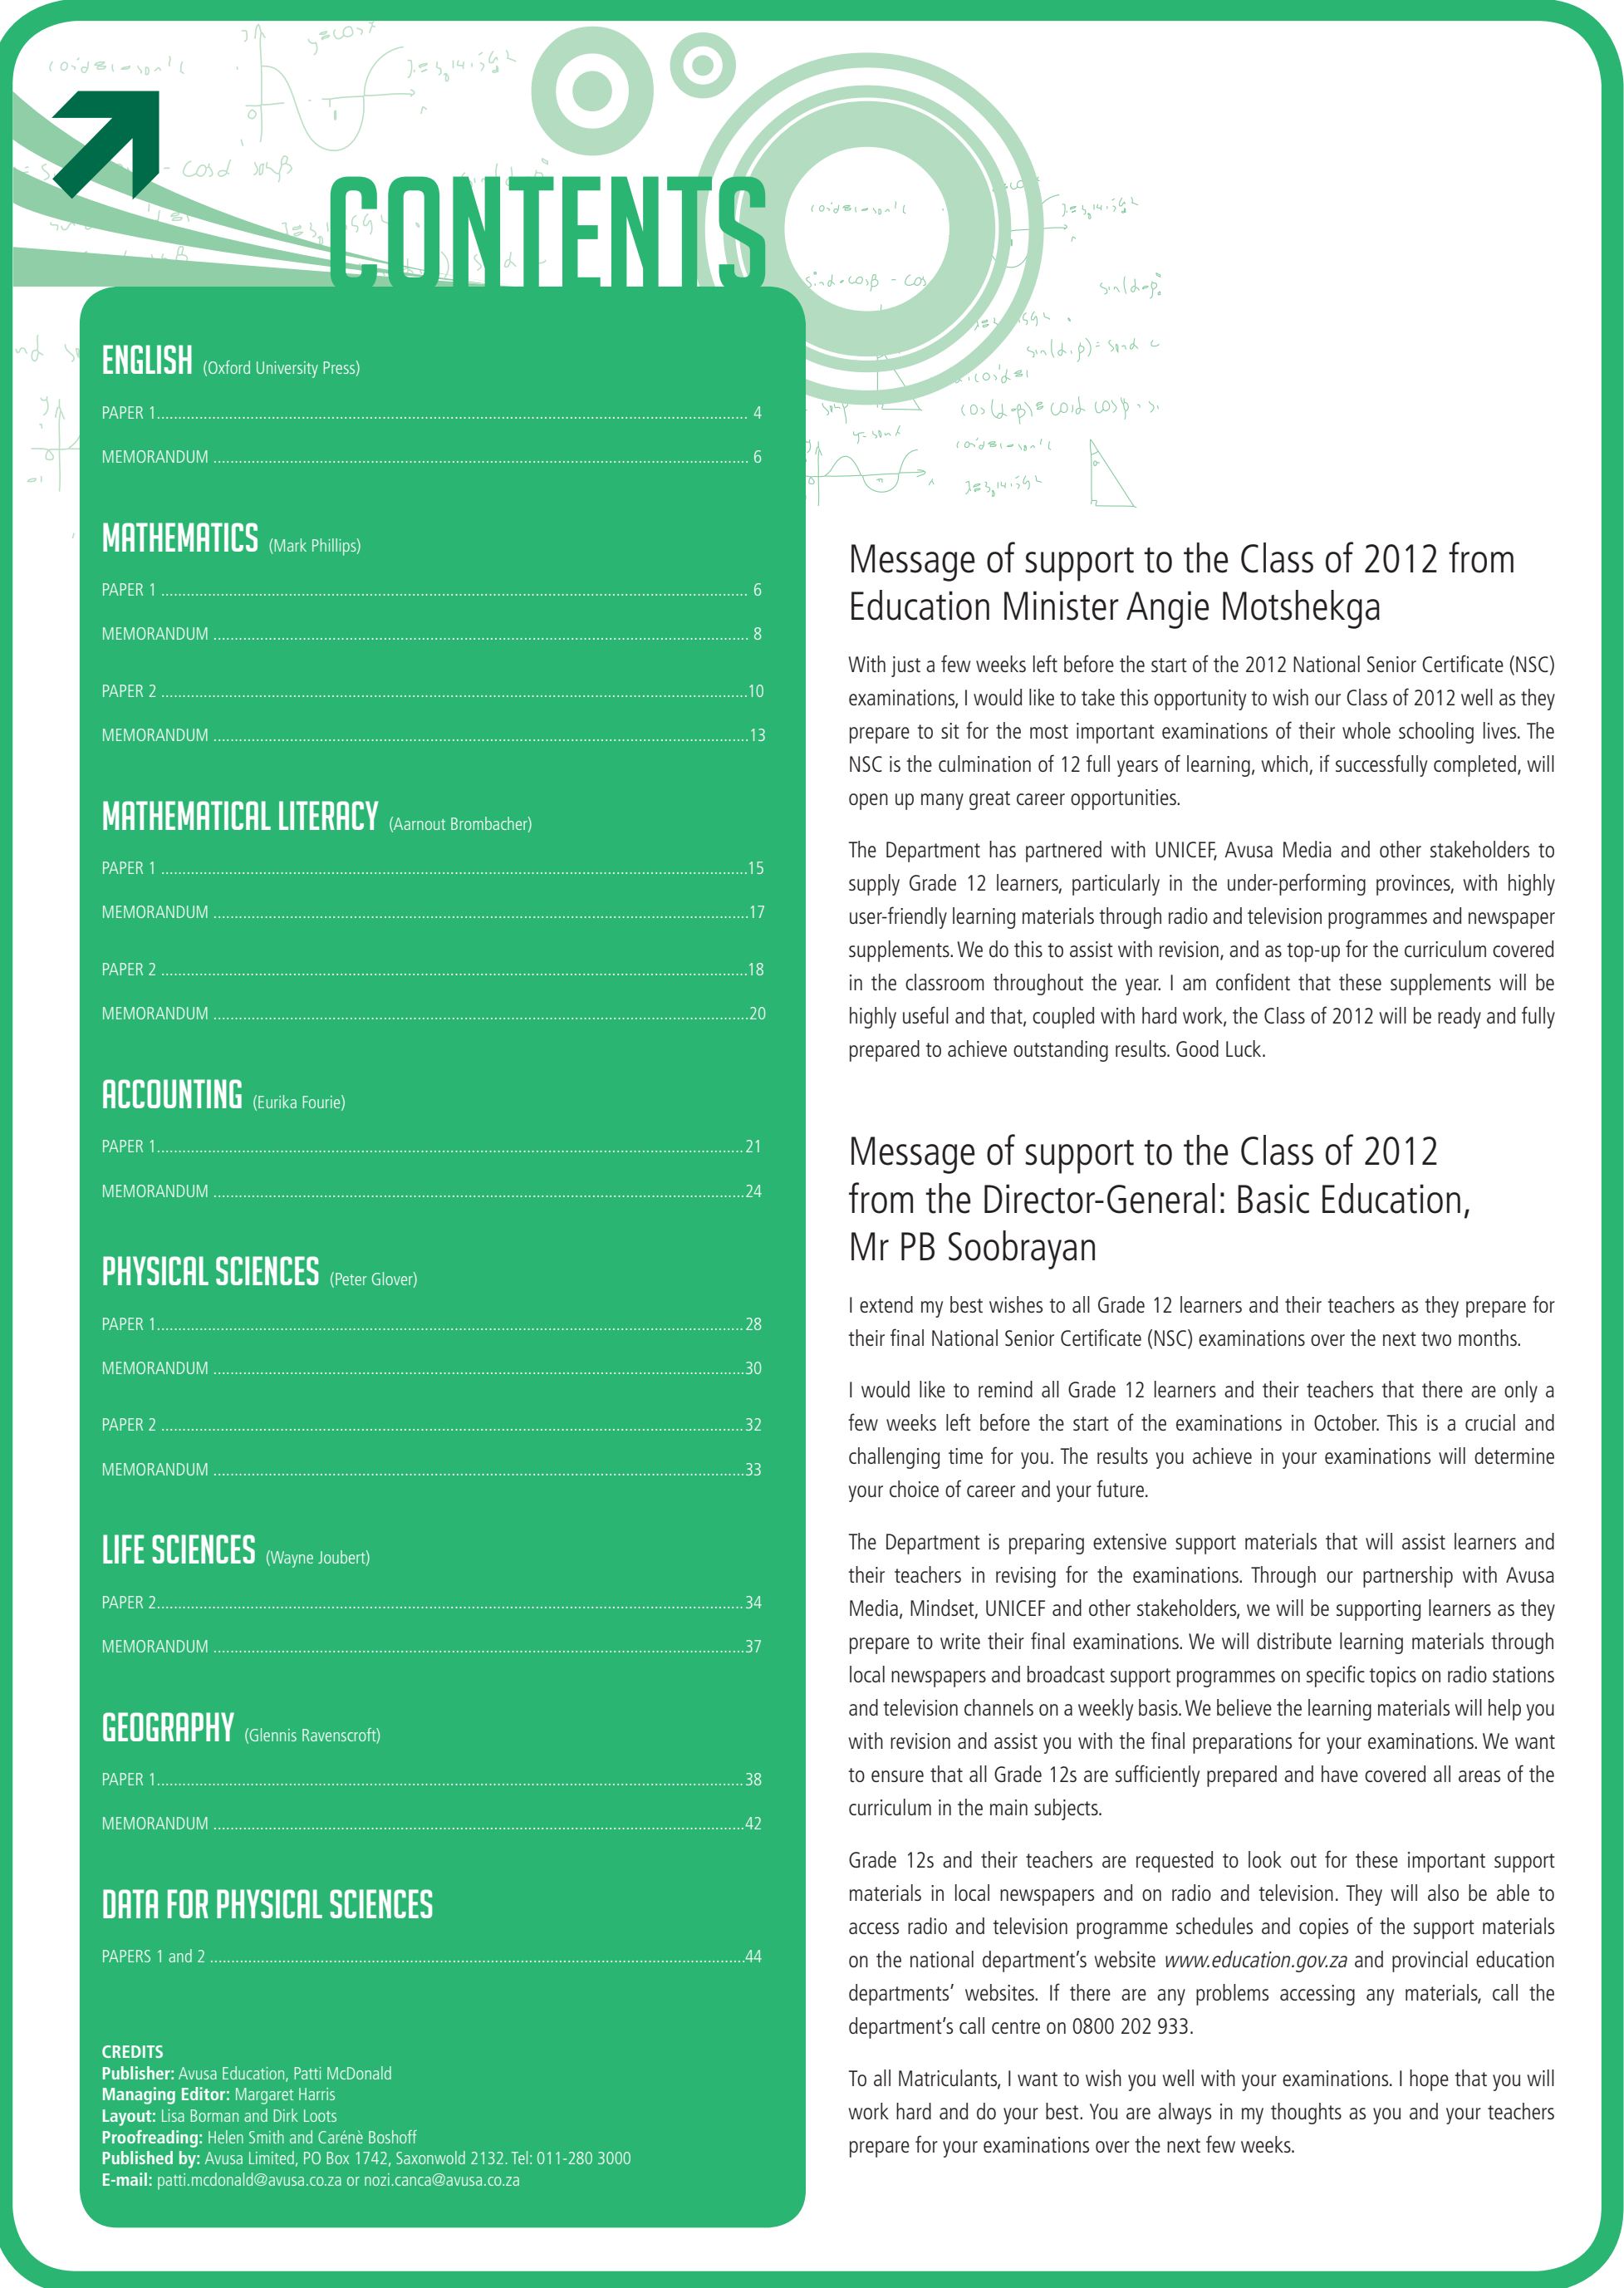 CONTENTS
ENGLISH (Oxford University Press)
PAPER 1 4
MEMORANDUM 6
MATHEMATICS (Mark Phillips)
PAPER 1 6
MEMORANDUM 8
PAPER 2 10
MEMORANDUM 13
MATHEMATICAL LITERACY (Aarnout Brombacher)
PAPER 1 15
MEMORANDUM 17
PAPER 2 18
MEMORANDUM 20
ACCOUNTING (Eurika Fourie)
PAPER 1 21
MEMORANDUM 24
PHYSICAL SCIENCES (Peter Glover)
PAPER 1 28
MEMORANDUM 30
PAPER 2 32
MEMORANDUM 33
LIFE SCIENCES (Wayne Joubert)
PAPER 2 34
MEMORANDUM 37
GEOGRAPHY (Glennis Ravenscroft)
PAPER 1 38
MEMORANDUM 42
DATA FOR PHYSICAL SCIENCES
PAPERS 1 and 2 44
CREDITS
Publisher: Avusa Education, Patti McDonald
Managing Editor: Margaret Harris
Layout: Lisa Borman and Dirk Loots
Proofreading: Helen Smith and Carénè Boshoff
Published by: Avusa Limited, PO Box 1742, Saxonwold 2132. Tel: 011-280 3000
E-mail: patti.mcdonald@avusa.co.za or nozi.canca@avusa.co.za
Message of support to the Class of 2012 from
Education Minister Angie Motshekga
With just a few weeks left before the start of the 2012 National Senior Certificate (NSC)
examinations, I would like to take this opportunity to wish our Class of 2012 well as they
prepare to sit for the most important examinations of their whole schooling lives. The
NSC is the culmination of 12 full years of learning, which, if successfully completed, will
open up many great career opportunities.
The Department has partnered with UNICEF, Avusa Media and other stakeholders to
supply Grade 12 learners, particularly in the under-performing provinces, with highly
user-friendly learning materials through radio and television programmes and newspaper
supplements. We do this to assist with revision, and as top-up for the curriculum covered
in the classroom throughout the year. I am confident that these supplements will be
highly useful and that, coupled with hard work, the Class of 2012 will be ready and fully
prepared to achieve outstanding results. Good Luck.
Message of support to the Class of 2012
from the Director-General: Basic Education,
Mr PB Soobrayan
I extend my best wishes to all Grade 12 learners and their teachers as they prepare for
their final National Senior Certificate (NSC) examinations over the next two months.
I would like to remind all Grade 12 learners and their teachers that there are only a
few weeks left before the start of the examinations in October. This is a crucial and
challenging time for you. The results you achieve in your examinations will determine
your choice of career and your future.
The Department is preparing extensive support materials that will assist learners and
their teachers in revising for the examinations. Through our partnership with Avusa
Media, Mindset, UNICEF and other stakeholders, we will be supporting learners as they
prepare to write their final examinations. We will distribute learning materials through
local newspapers and broadcast support programmes on specific topics on radio stations
and television channels on a weekly basis. We believe the learning materials will help you
with revision and assist you with the final preparations for your examinations. We want
to ensure that all Grade 12s are sufficiently prepared and have covered all areas of the
curriculum in the main subjects.
Grade 12s and their teachers are requested to look out for these important support
materials in local newspapers and on radio and television. They will also be able to
access radio and television programme schedules and copies of the support materials
on the national department's website www.education.gov.za and provincial education
departments' websites. If there are any problems accessing any materials, call the
department's call centre on 0800 202 933.
To all Matriculants, I want to wish you well with your examinations. I hope that you will
work hard and do your best. You are always in my thoughts as you and your teachers
prepare for your examinations over the next few weeks.